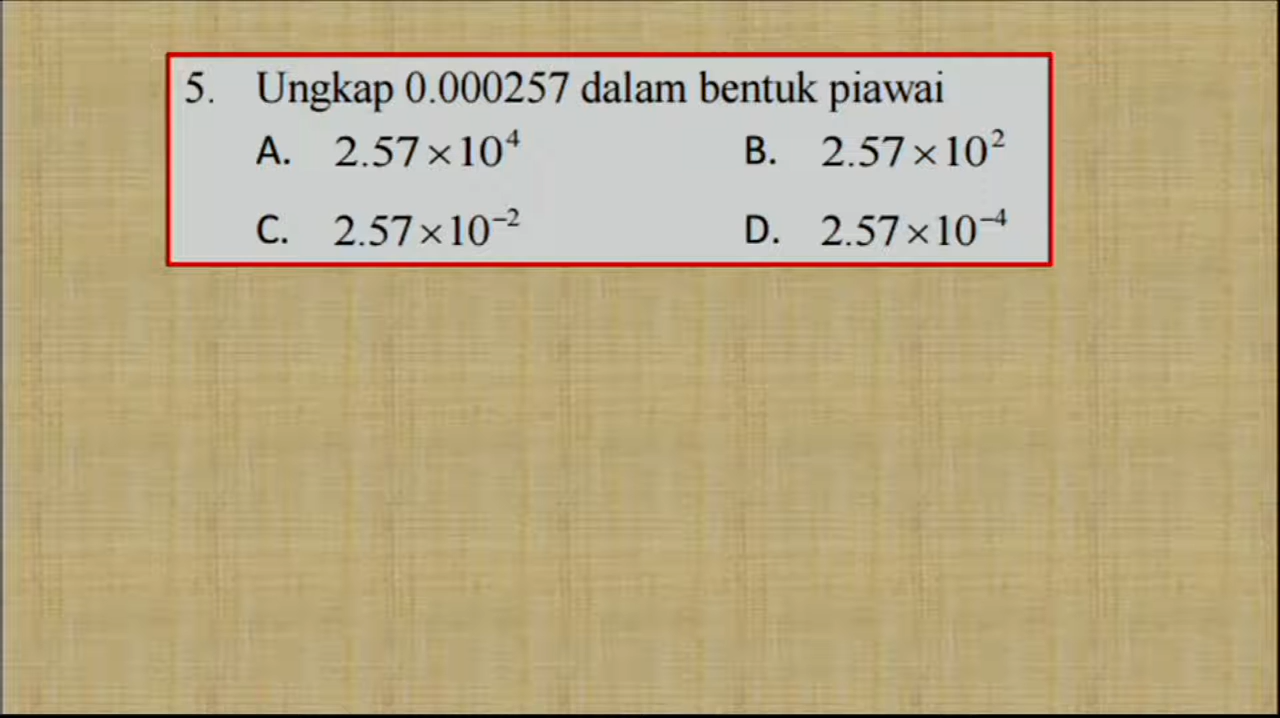 5. Ungkap 0.000257 dalam bentuk piawai
A. 2.57×10⁴ B. 2.57×10²
C. 2.57×10⁻² D. 2.57×10⁻⁴